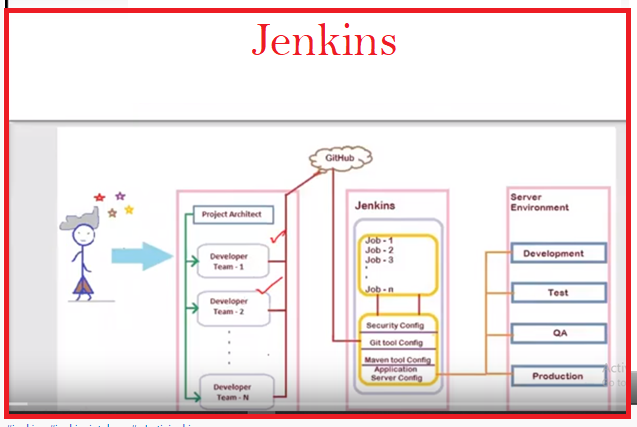 Jenkins
GitHub
Project Architect
Developer
Team - 1
Developer
Team - 2
Developer
Team - N
Jenkins
Job - 1
Job - 2
Job - 3
Job - n
Security Config
Git tool Config
Maven tool Config
Application
Server Config
Server
Environment
Development
Test
QA
Production